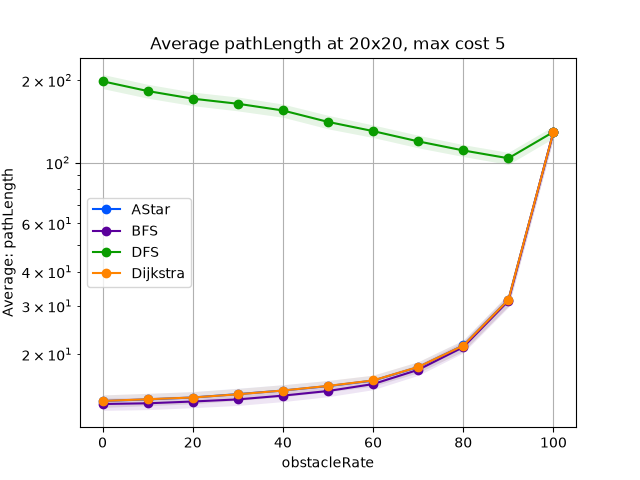 Average pathLength at 20x20, max cost 5
Average: pathLength
2 × 10²
10²
6 × 10¹
4 × 10¹
3 × 10¹
2 × 10¹
AStar
BFS
DFS
Dijkstra
0 20 40 60 80 100
obstacleRate